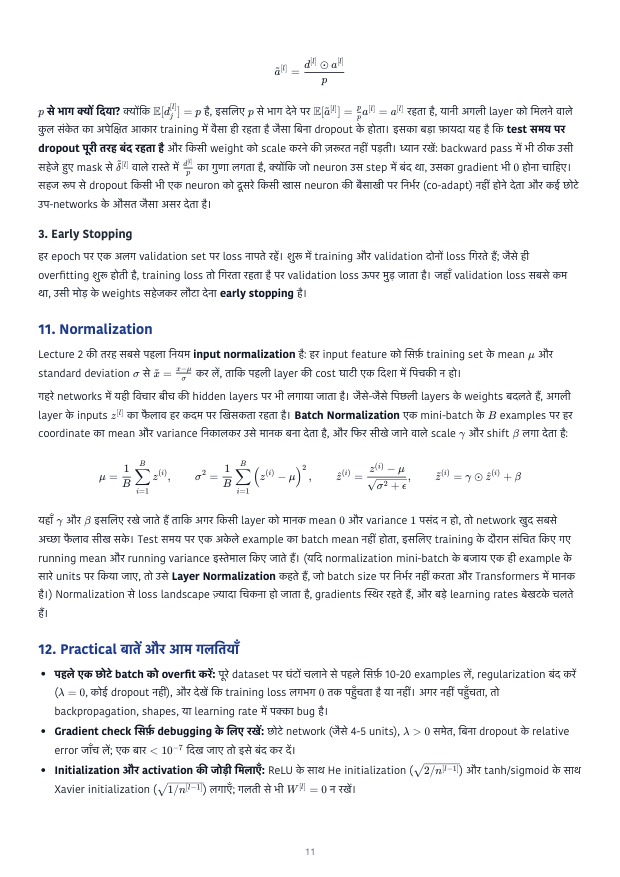 ã^{[l]} = \frac{d^{[l]} ⊙ a^{[l]}}{p}
p से भाग क्यों दिया? क्योंकि 𝔼[d_j^{[l]}] = p है, इसलिए p से भाग देने पर 𝔼[ã^{[l]}] = \frac{p}{p}a^{[l]} = a^{[l]} रहता है, यानी अगली layer को मिलने वाले
कुल संकेत का अपेक्षित आकार training में वैसा ही रहता है जैसा बिना dropout के होता। इसका बड़ा फ़ायदा यह है कि test समय पर
dropout पूरी तरह बंद रहता है और किसी weight को scale करने की ज़रूरत नहीं पड़ती। ध्यान रखें: backward pass में भी ठीक उसी
सहेजे हुए mask से δ̃^{[l]} वाले रास्ते में \frac{d^{[l]}}{p} का गुणा लगता है, क्योंकि जो neuron उस step में बंद था, उसका gradient भी 0 होना चाहिए।
सहज रूप से dropout किसी भी एक neuron को दूसरे किसी खास neuron की बैसाखी पर निर्भर (co-adapt) नहीं होने देता और कई छोटे
उप-networks के औसत जैसा असर देता है।
3. Early Stopping
हर epoch पर एक अलग validation set पर loss नापते रहें। शुरू में training और validation दोनों loss गिरते हैं; जैसे ही
overfitting शुरू होती है, training loss तो गिरता रहता है पर validation loss ऊपर मुड़ जाता है। जहाँ validation loss सबसे कम
था, उसी मोड़ के weights सहेजकर लौटा देना early stopping है।
11. Normalization
Lecture 2 की तरह सबसे पहला नियम input normalization है: हर input feature को सिर्फ़ training set के mean μ और
standard deviation σ से x̃ = \frac{x−μ}{σ} कर लें, ताकि पहली layer की cost घाटी एक दिशा में पिचकी न हो।
गहरे networks में यही विचार बीच की hidden layers पर भी लगाया जाता है। जैसे-जैसे पिछली layers के weights बदलते हैं, अगली
layer के inputs z^{[l]} का फैलाव हर कदम पर खिसकता रहता है। Batch Normalization एक mini-batch के B examples पर हर
coordinate का mean और variance निकालकर उसे मानक बना देता है, और फिर सीखे जाने वाले scale γ और shift β लगा देता है:
μ = \frac{1}{B} \sum_{i=1}^{B} z^{(i)}, σ² = \frac{1}{B} \sum_{i=1}^{B} (z^{(i)} − μ)², ẑ^{(i)} = \frac{z^{(i)} − μ}{\sqrt{σ² + ϵ}}, z̃^{(i)} = γ ⊙ ẑ^{(i)} + β
यहाँ γ और β इसलिए रखे जाते हैं ताकि अगर किसी layer को मानक mean 0 और variance 1 पसंद न हो, तो network खुद सबसे
अच्छा फैलाव सीख सके। Test समय पर एक अकेले example का batch mean नहीं होता, इसलिए training के दौरान संचित किए गए
running mean और running variance इस्तेमाल किए जाते हैं। (यदि normalization mini-batch के बजाय एक ही example के
सारे units पर किया जाए, तो उसे Layer Normalization कहते हैं, जो batch size पर निर्भर नहीं करता और Transformers में मानक
है।) Normalization से loss landscape ज़्यादा चिकना हो जाता है, gradients स्थिर रहते हैं, और बड़े learning rates बेखटके चलते
हैं।
12. Practical बातें और आम गलतियाँ
• पहले एक छोटे batch को overfit करें: पूरे dataset पर घंटों चलाने से पहले सिर्फ़ 10-20 examples लें, regularization बंद करें
(λ = 0, कोई dropout नहीं), और देखें कि training loss लगभग 0 तक पहुँचता है या नहीं। अगर नहीं पहुँचता, तो
backpropagation, shapes, या learning rate में पक्का bug है।
• Gradient check सिर्फ़ debugging के लिए रखें: छोटे network (जैसे 4-5 units), λ > 0 समेत, बिना dropout के relative
error जाँच लें; एक बार < 10^{−7} दिख जाए तो इसे बंद कर दें।
• Initialization और activation की जोड़ी मिलाएँ: ReLU के साथ He initialization (\sqrt{2/n^{[l−1]}}) और tanh/sigmoid के साथ
Xavier initialization (\sqrt{1/n^{[l−1]}}) लगाएँ; गलती से भी W^{[l]} = 0 न रखें।
11